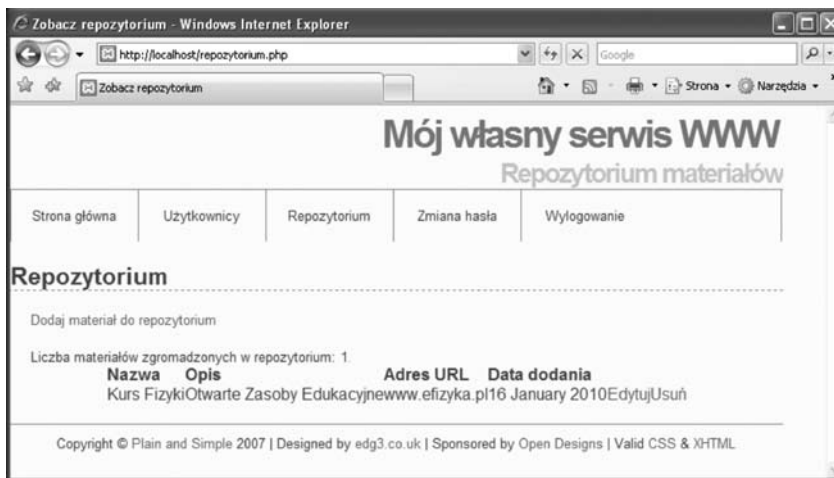 Zobacz repozytorium - Windows Internet Explorer
http://localhost/repozytorium.php
Google
Zobacz repozytorium
Strona
Narzędzia
Mój własny serwis WWW
Repozytorium materiałów
Strona główna Użytkownicy Repozytorium Zmiana hasła Wylogowanie
Repozytorium
Dodaj materiał do repozytorium
Liczba materiałów zgromadzonych w repozytorium: 1.
Nazwa Opis Adres URL Data dodania
Kurs FizykiOtwarte Zasoby Edukacyjnewww.efizyka.pl16 January 2010EdytujUsuń
Copyright © Plain and Simple 2007 | Designed by edg3.co.uk | Sponsored by Open Designs | Valid CSS & XHTML